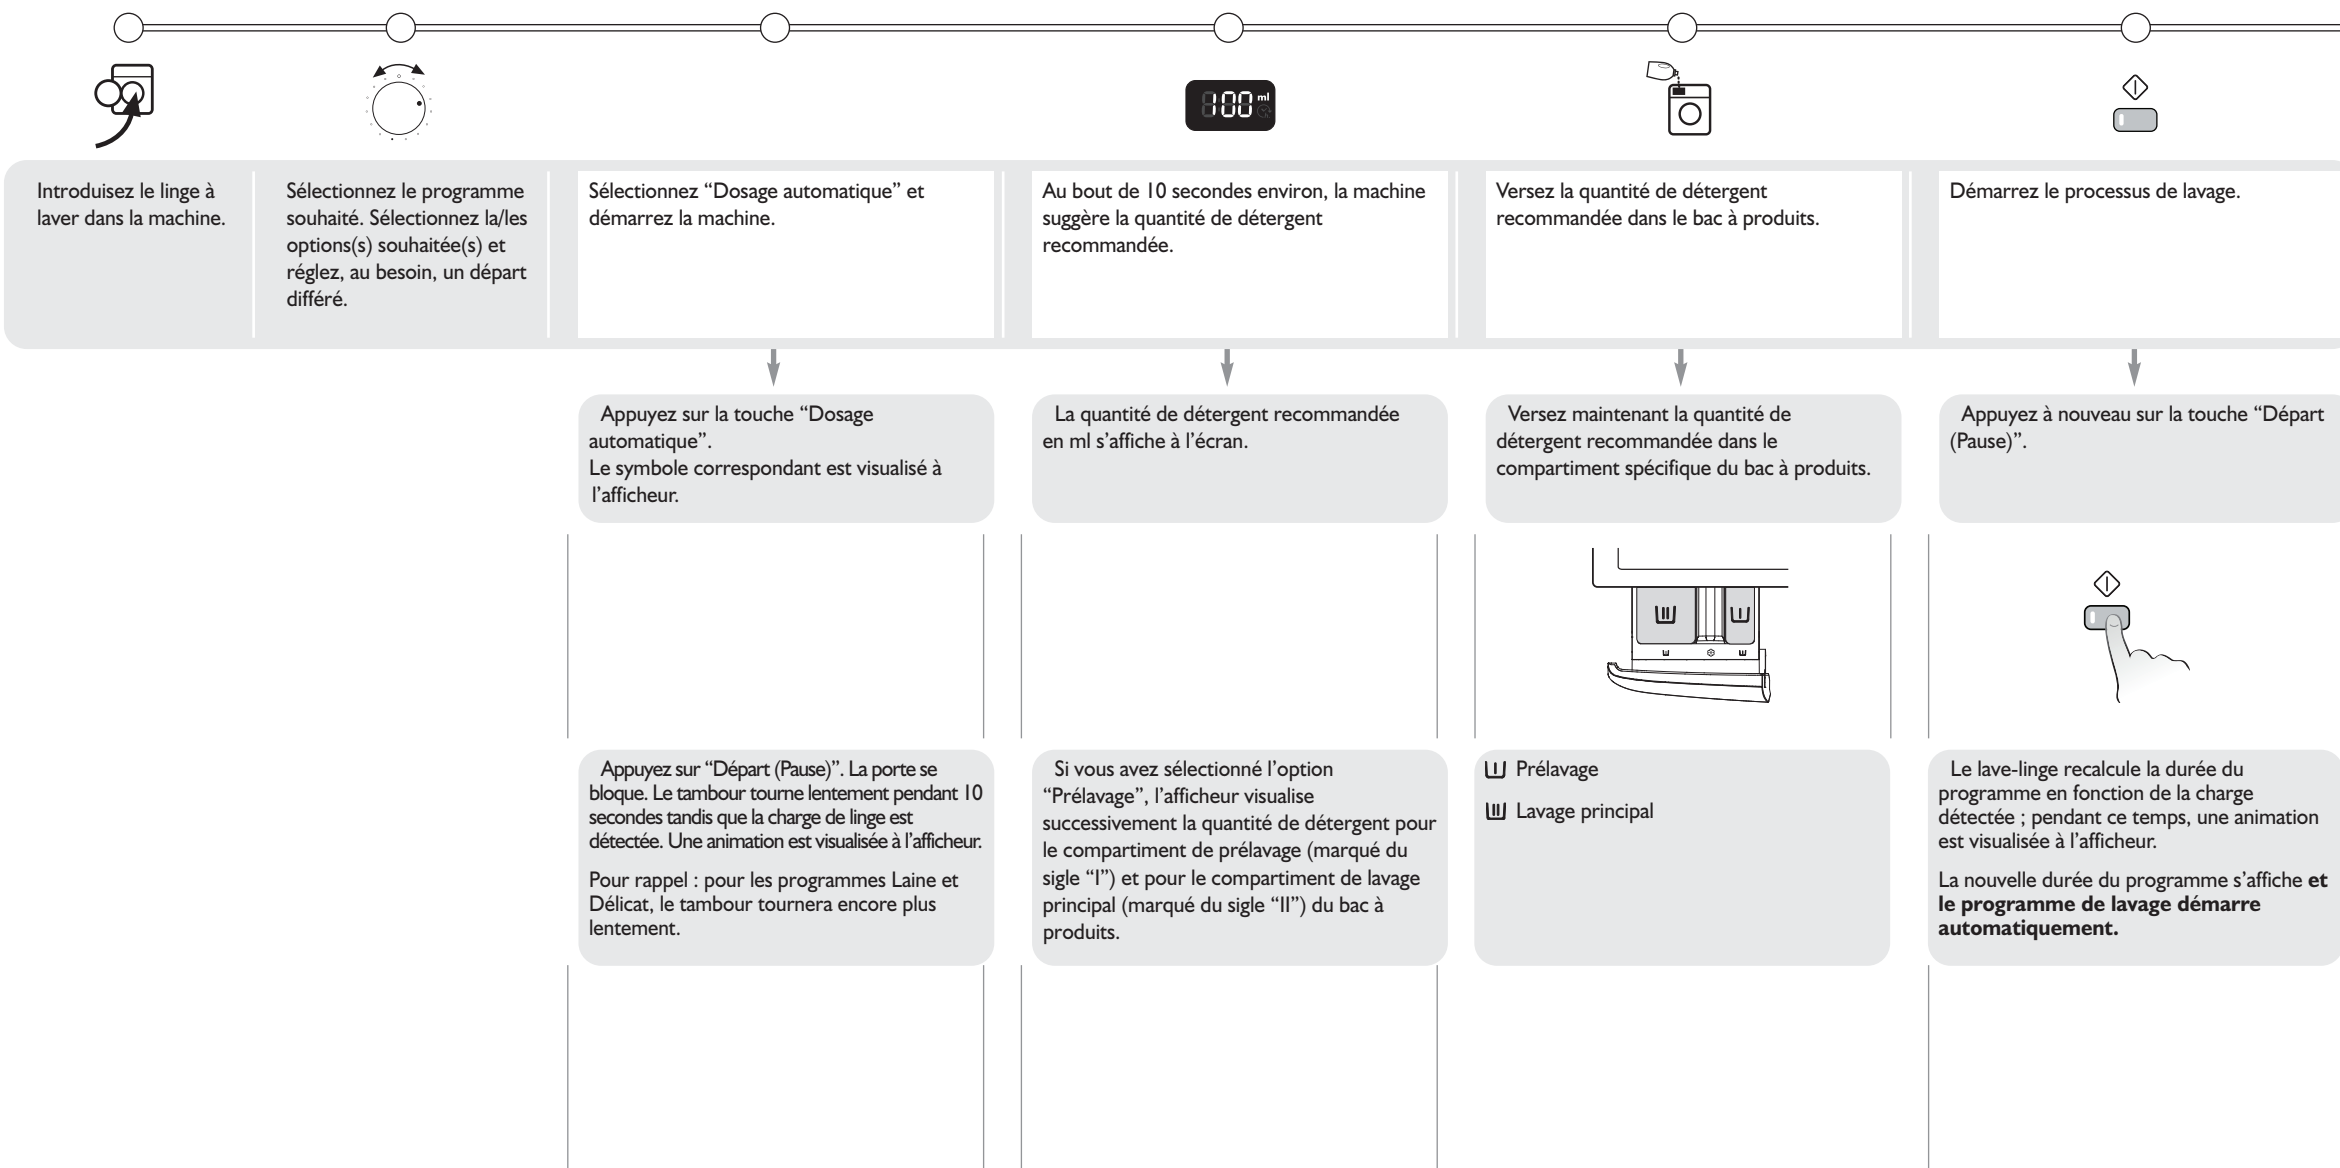 100 ml
Introduisez le linge à
laver dans la machine.
Sélectionnez le programme
souhaité. Sélectionnez la/les
options(s) souhaitée(s) et
réglez, au besoin, un départ
différé.
Sélectionnez “Dosage automatique” et
démarrez la machine.
Au bout de 10 secondes environ, la machine
suggère la quantité de détergent
recommandée.
Versez la quantité de détergent
recommandée dans le bac à produits.
Démarrez le processus de lavage.
Appuyez sur la touche “Dosage
automatique”.
Le symbole correspondant est visualisé à
l’afficheur.
La quantité de détergent recommandée
en ml s’affiche à l’écran.
Versez maintenant la quantité de
détergent recommandée dans le
compartiment spécifique du bac à produits.
Appuyez à nouveau sur la touche “Départ
(Pause)”.
Appuyez sur “Départ (Pause)”. La porte se
bloque. Le tambour tourne lentement pendant 10
secondes tandis que la charge de linge est
détectée. Une animation est visualisée à l’afficheur.
Pour rappel : pour les programmes Laine et
Délicat, le tambour tournera encore plus
lentement.
Si vous avez sélectionné l’option
“Prélavage”, l’afficheur visualise
successivement la quantité de détergent pour
le compartiment de prélavage (marqué du
sigle “I”) et pour le compartiment de lavage
principal (marqué du sigle “II”) du bac à
produits.
Prélavage
Lavage principal
Le lave-linge recalcule la durée du
programme en fonction de la charge
détectée ; pendant ce temps, une animation
est visualisée à l’afficheur.
La nouvelle durée du programme s’affiche et
le programme de lavage démarre
automatiquement.